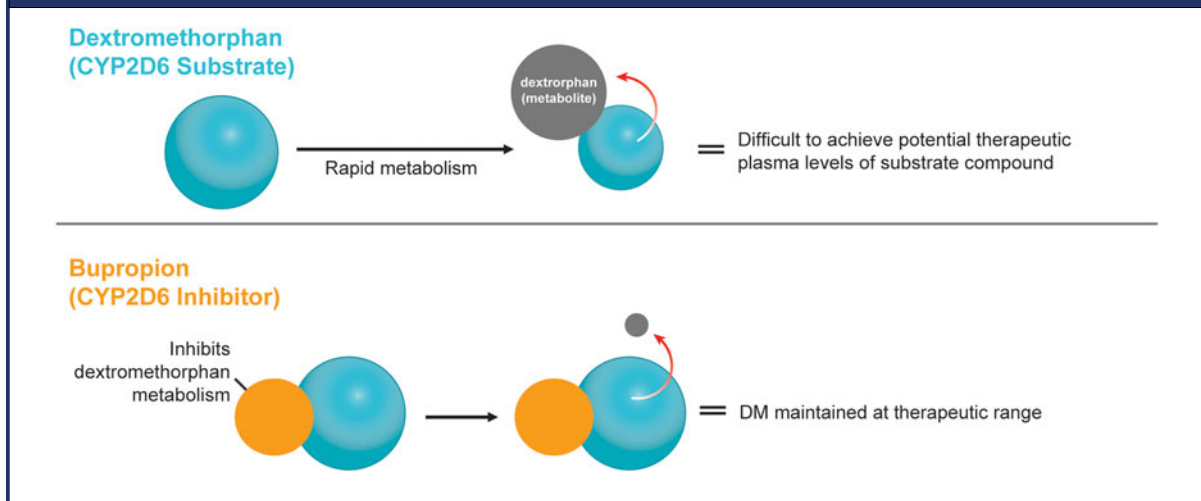 Dextromethorphan
(CYP2D6 Substrate)
dextrorphan
(metabolite)
Rapid metabolism
Difficult to achieve potential therapeutic
plasma levels of substrate compound
Bupropion
(CYP2D6 Inhibitor)
Inhibits
dextromethorphan
metabolism
DM maintained at therapeutic range